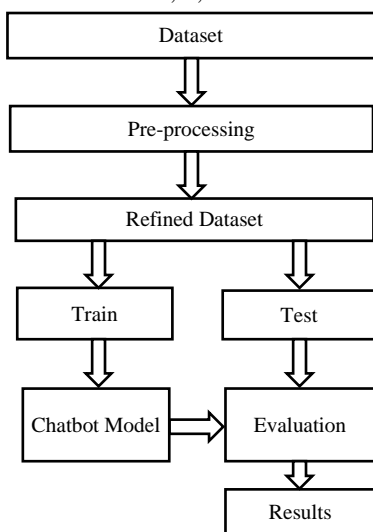 Dataset
Pre-processing
Refined Dataset
Train
Test
Chatbot Model
Evaluation
Results